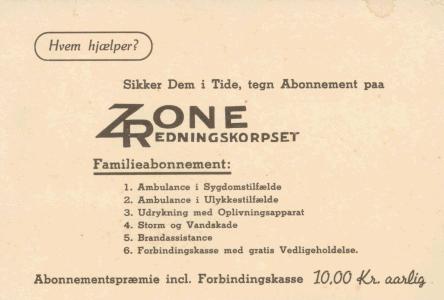 Hvem hjælper?
Sikker Dem i Tide, tegn Abonnement paa
ZONE
REDNINGSKORPSET
Familieabonnement:
1. Ambulance i Sygdomstilfælde
2. Ambulance i Ulykkestilfælde
3. Udrykning med Oplivningsapparat
4. Storm og Vandskade
5. Brandassistance
6. Forbindingskasse med gratis Vedligeholdelse.
Abonnementspræmie incl. Forbindingskasse 10,00 Kr. aarlig